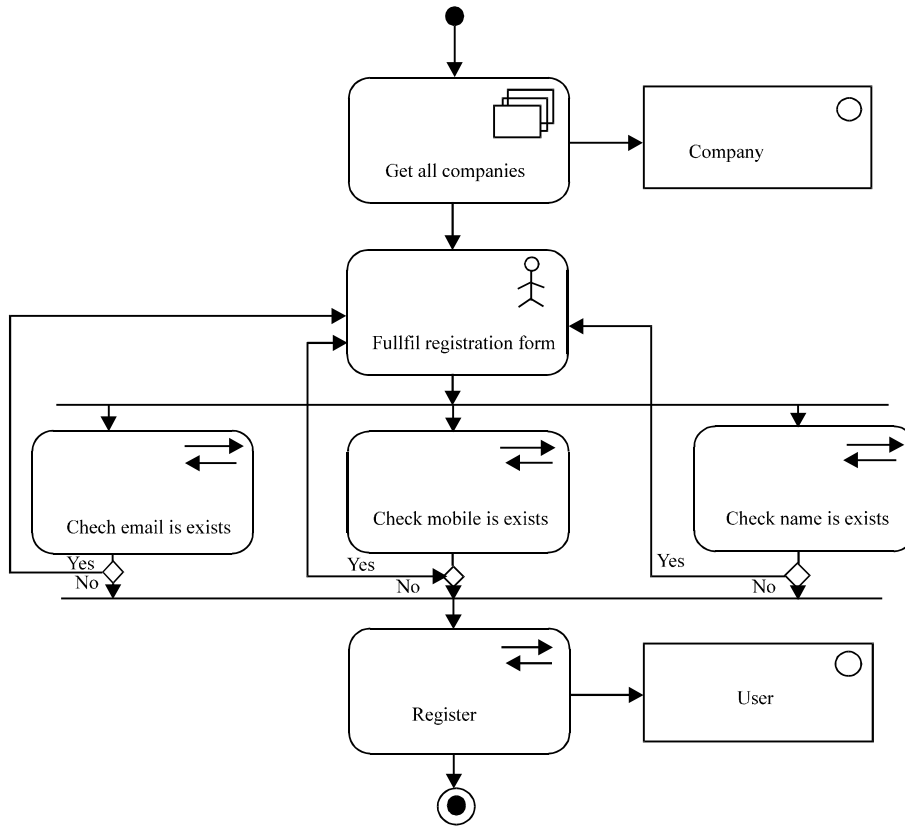 Get all companies
Company
Fullfil registration form
Chech email is exists
Check mobile is exists
Check name is exists
Yes
No
Yes
No
Yes
No
Register
User